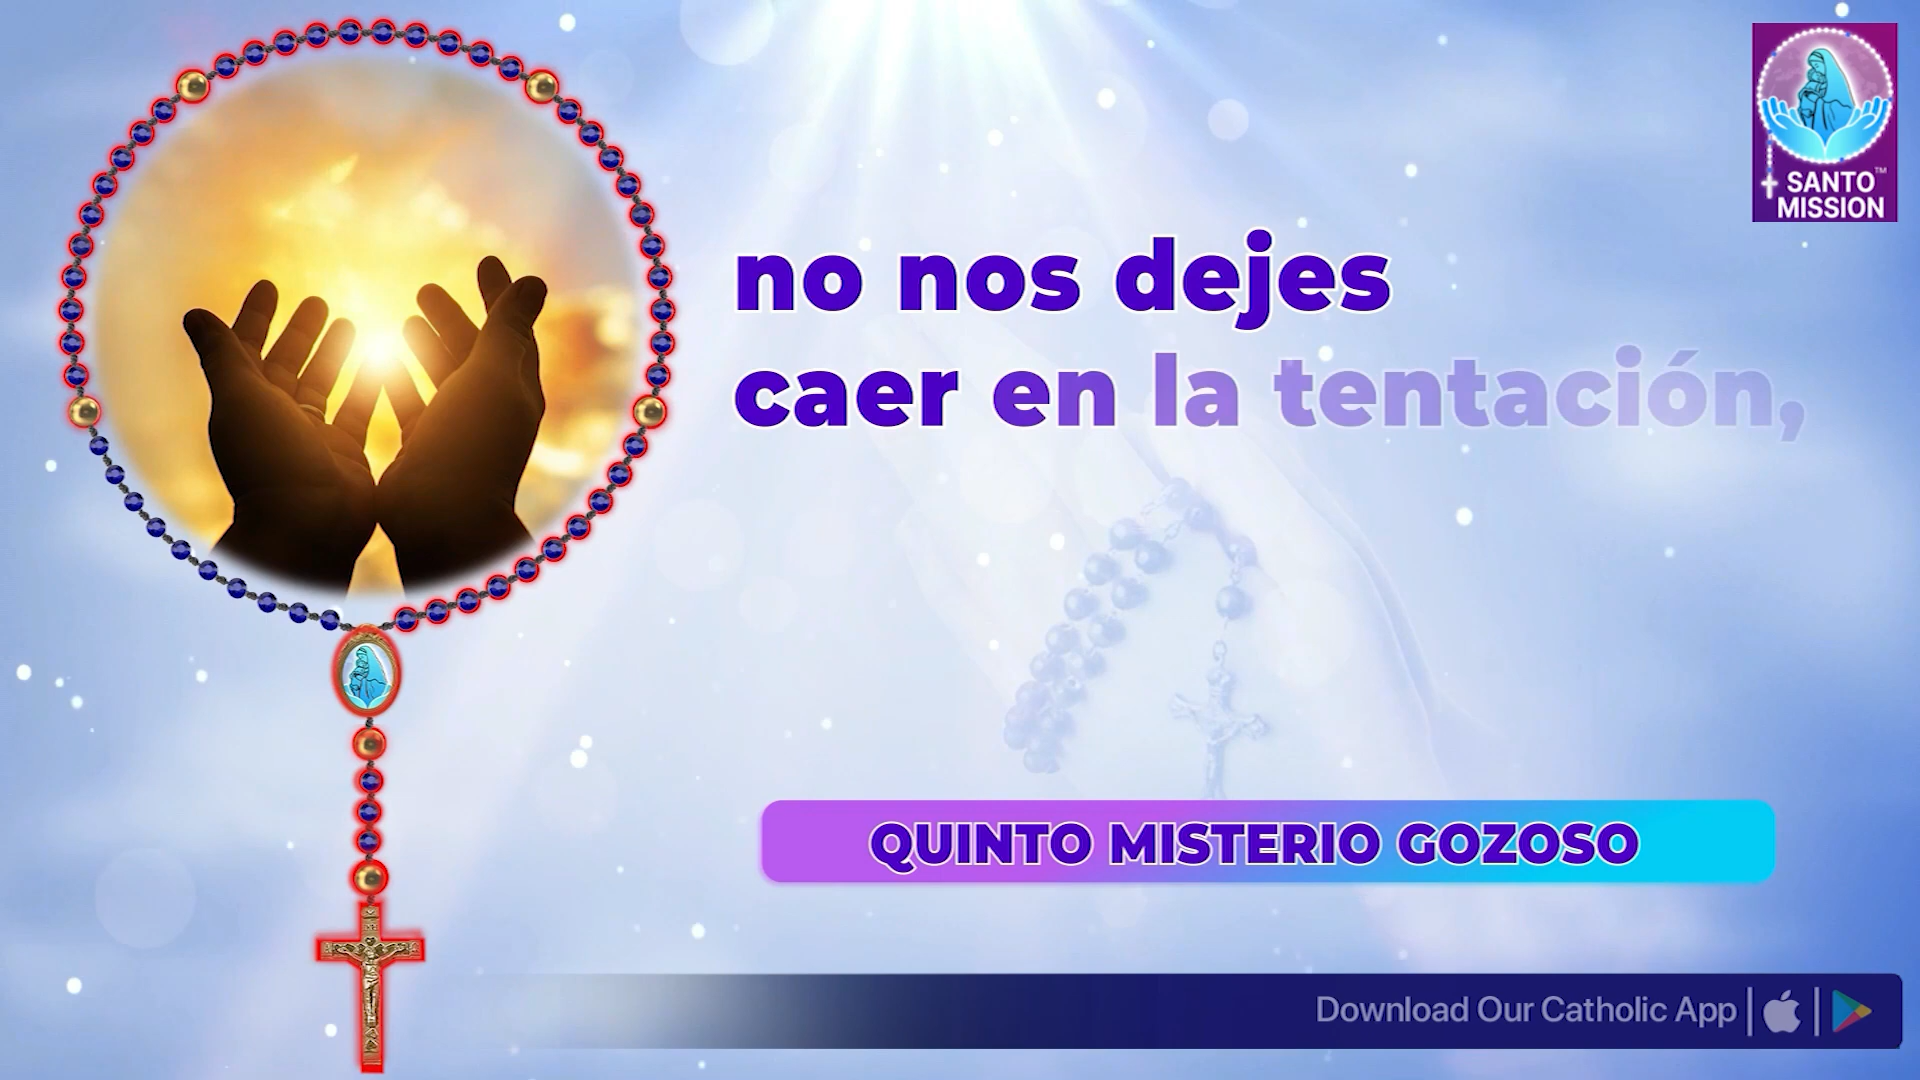 SANTO™
MISSION
no nos dejes
caer en la tentación,
QUINTO MISTERIO GOZOSO
Download Our Catholic App